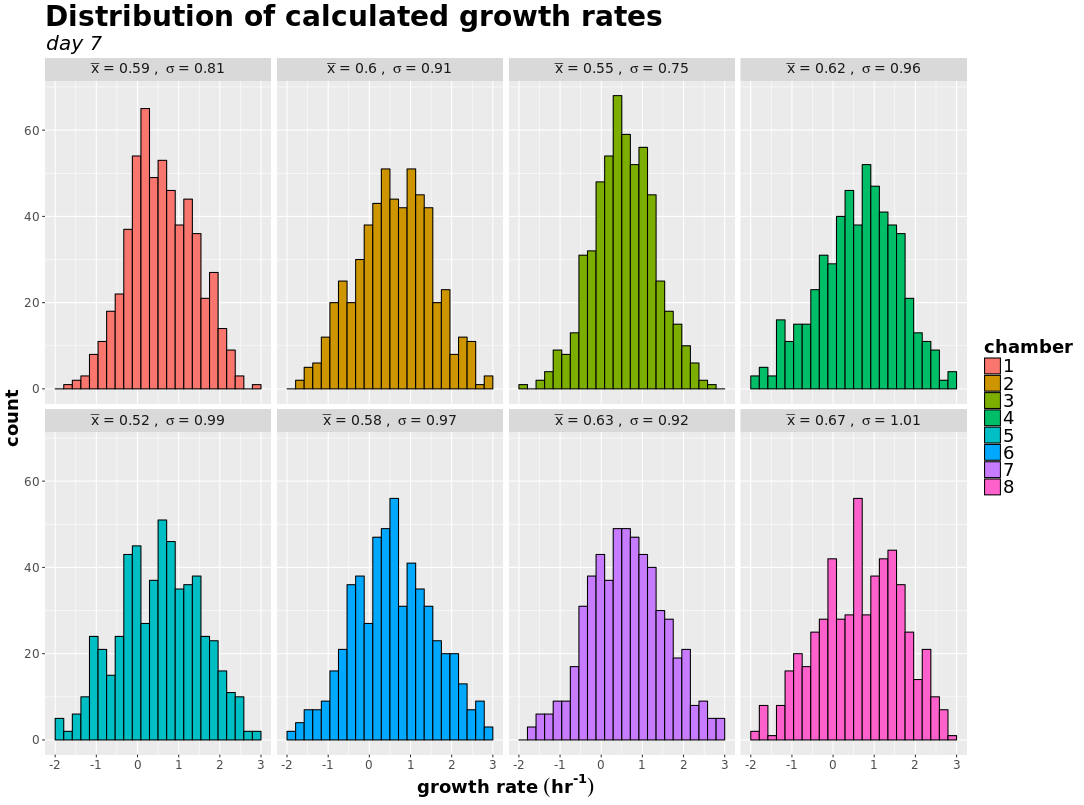 Distribution of calculated growth rates
day 7
x̅ = 0.59 , σ = 0.81
x̅ = 0.6 , σ = 0.91
x̅ = 0.55 , σ = 0.75
x̅ = 0.62 , σ = 0.96
60
40
20
0
x̅ = 0.52 , σ = 0.99
x̅ = 0.58 , σ = 0.97
x̅ = 0.63 , σ = 0.92
x̅ = 0.67 , σ = 1.01
60
40
20
0
-2 -1 0 1 2 3
-2 -1 0 1 2 3
-2 -1 0 1 2 3
-2 -1 0 1 2 3
count
growth rate (hr⁻¹)
chamber
1
2
3
4
5
6
7
8